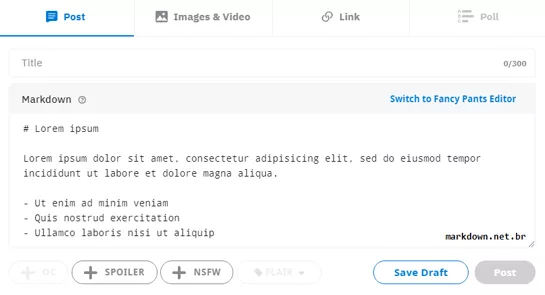 Post
Images & Video
Link
Poll
Title
0/300
Markdown
Switch to Fancy Pants Editor
# Lorem ipsum
Lorem ipsum dolor sit amet, consectetur adipisicing elit, sed do eiusmod tempor
incididunt ut labore et dolore magna aliqua.
- Ut enim ad minim veniam
- Quis nostrud exercitation
- Ullamco laboris nisi ut aliquip
markdown.net.br
OC
SPOILER
NSFW
FLAIR
Save Draft
Post